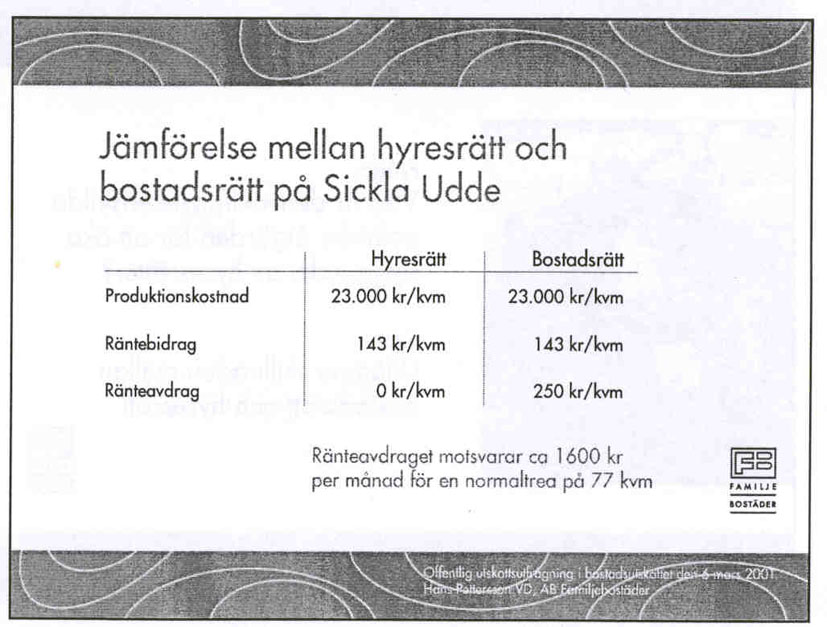 Jämförelse mellan hyresrätt och
bostadsrätt på Sickla Udde
Hyresrätt Bostadsrätt
Produktionskostnad 23.000 kr/kvm 23.000 kr/kvm
Räntebidrag 143 kr/kvm 143 kr/kvm
Ränteavdrag 0 kr/kvm 250 kr/kvm
Ränteavdraget motsvarar ca 1600 kr
per månad för en normaltrea på 77 kvm
FB
FAMILJE
BOSTÄDER
Offentlig utskottsutfrågning i bostadsutskottet den 6 mars 2001
Hans Pettersson VD, AB Familjebostäder